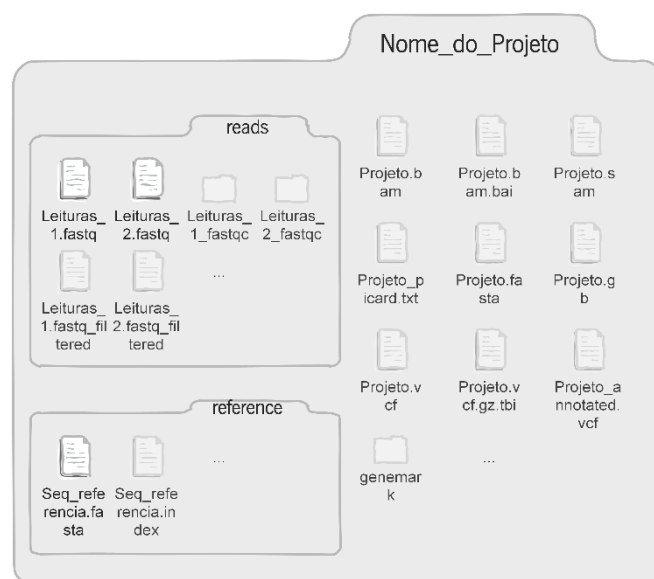 Nome_do_Projeto
reads
Leituras_
1.fastq
Leituras_
2.fastq
Leituras_
1_fastqc
Leituras_
2_fastqc
Leituras_
1.fastq_fil
tered
Leituras_
2.fastq_fil
tered
...
reference
Seq_refe
rencia.fa
sta
Seq_refe
rencia.in
dex
...
Projeto.b
am
Projeto.b
am.bai
Projeto.s
am
Projeto_p
icard.txt
Projeto.fa
sta
Projeto.g
b
Projeto.v
cf
Projeto.v
cf.gz.tbi
Projeto_a
nnotated.
vcf
genemar
k
...